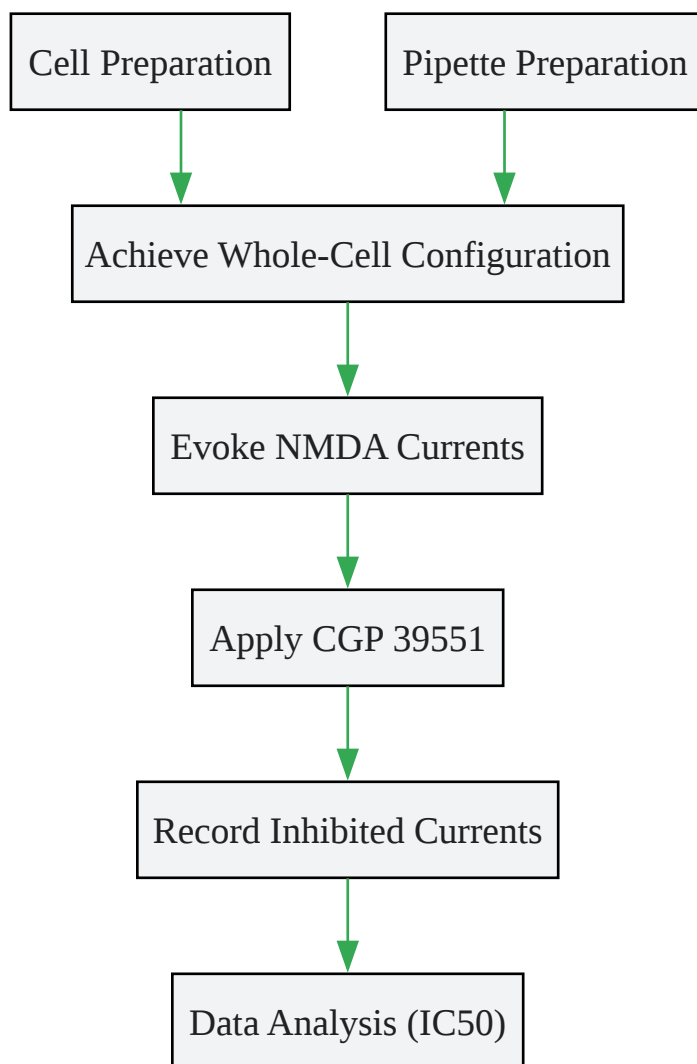 Cell Preparation
Pipette Preparation
Achieve Whole-Cell Configuration
Evoke NMDA Currents
Apply CGP 39551
Record Inhibited Currents
Data Analysis (IC50)